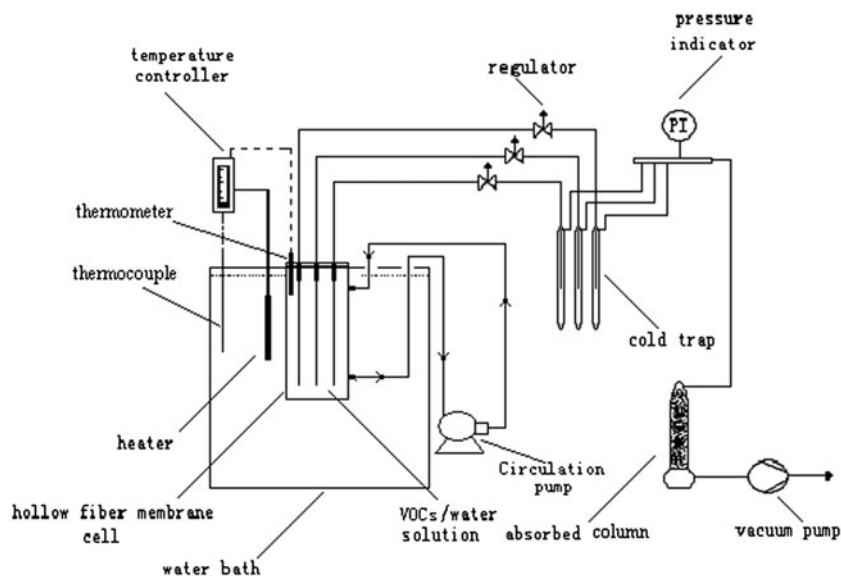 pressure
indicator
temperature
controller
regulator
PI
thermometer
thermocouple
cold trap
heater
Circulation
pump
hollow fiber membrane
cell
VOCs/water
solution
absorbed column
vacuum pump
water bath